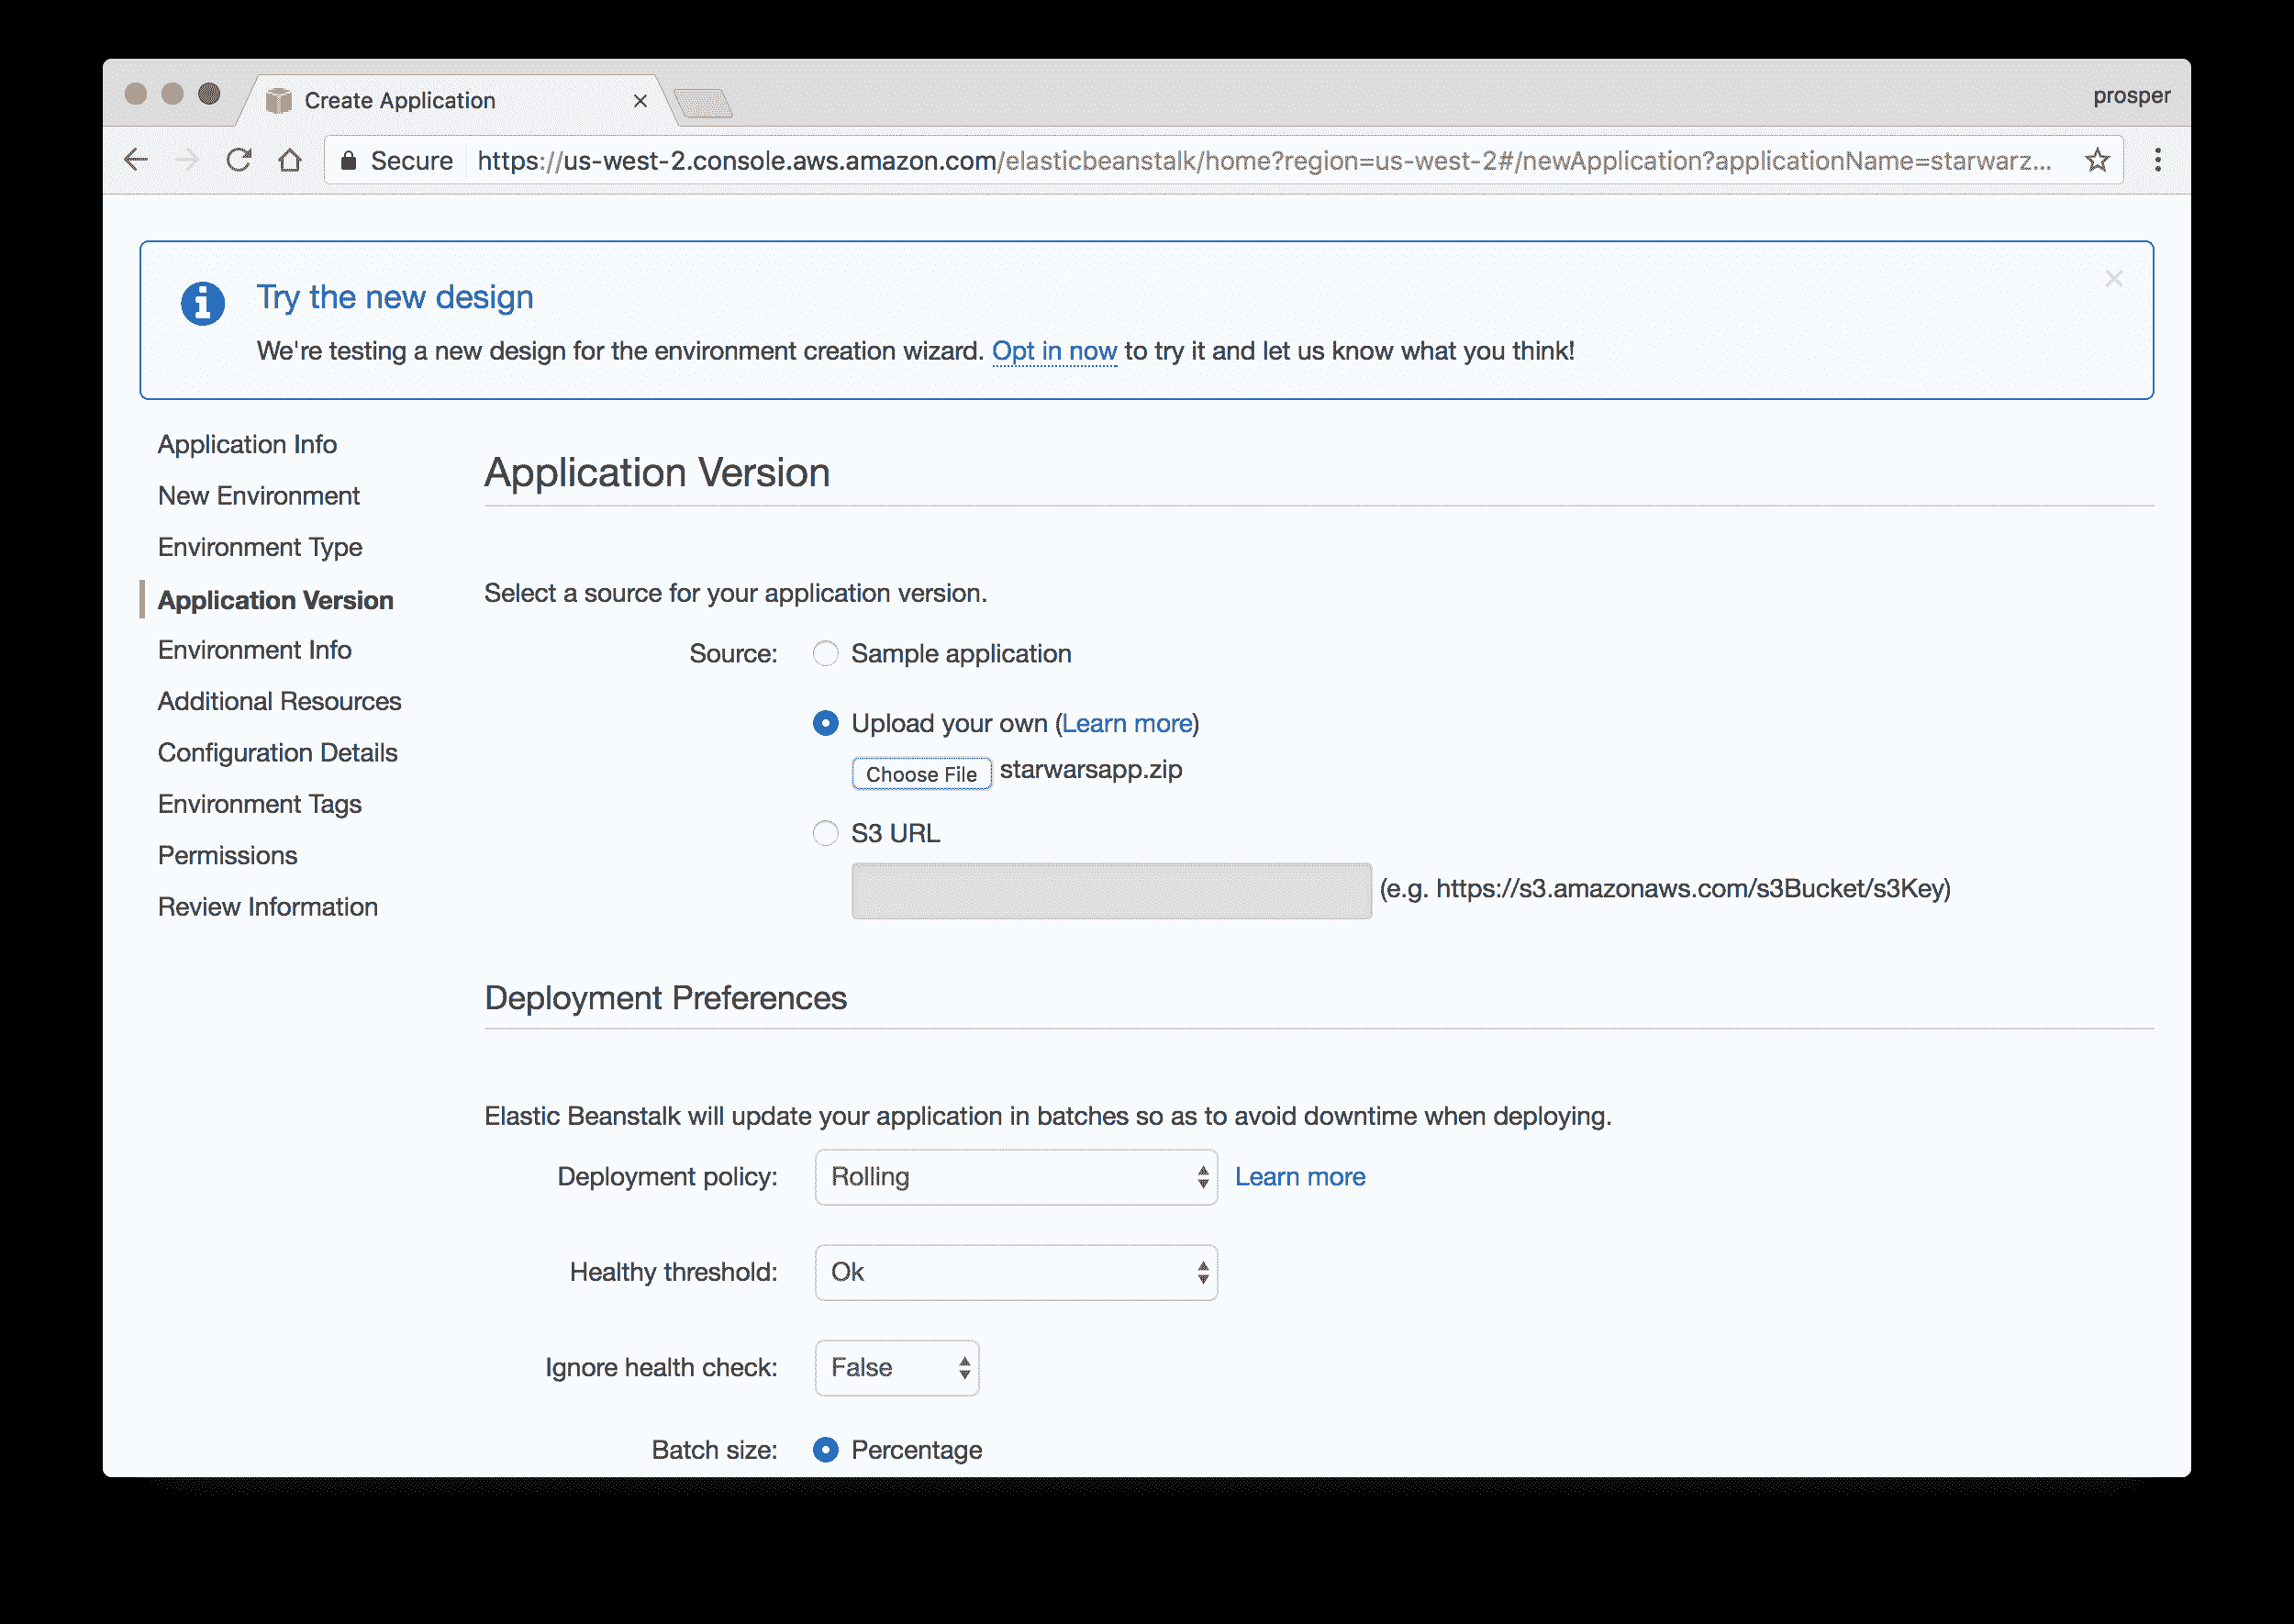 Create Application
prosper
Secure https://us-west-2.console.aws.amazon.com/elasticbeanstalk/home?region=us-west-2#/newApplication?applicationName=starwarz...
Try the new design
We're testing a new design for the environment creation wizard. Opt in now to try it and let us know what you think!
Application Info
New Environment
Environment Type
Application Version
Environment Info
Additional Resources
Configuration Details
Environment Tags
Permissions
Review Information
Application Version
Select a source for your application version.
Source: Sample application
Upload your own (Learn more)
Choose File starwarsapp.zip
S3 URL
(e.g. https://s3.amazonaws.com/s3Bucket/s3Key)
Deployment Preferences
Elastic Beanstalk will update your application in batches so as to avoid downtime when deploying.
Deployment policy: Rolling Learn more
Healthy threshold: Ok
Ignore health check: False
Batch size: Percentage